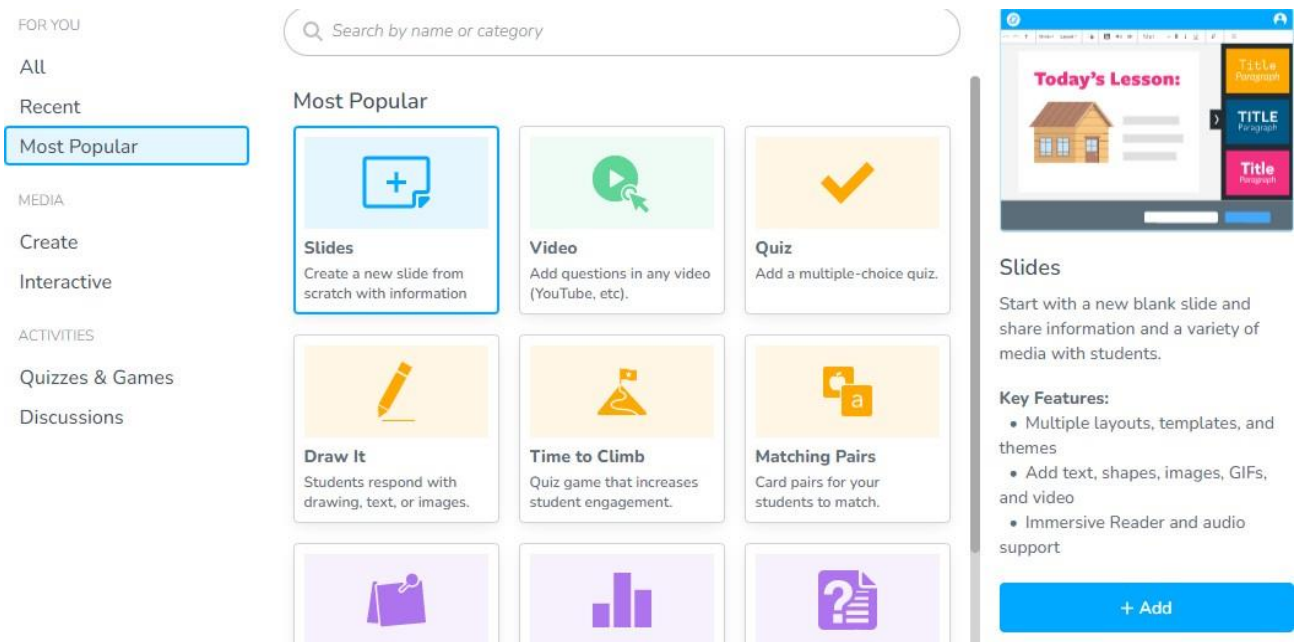 FOR YOU
All
Recent
Most Popular
MEDIA
Create
Interactive
ACTIVITIES
Quizzes & Games
Discussions
Search by name or category
Most Popular
Slides
Create a new slide from
scratch with information
Video
Add questions in any video
(YouTube, etc).
Quiz
Add a multiple-choice quiz.
Draw It
Students respond with
drawing, text, or images.
Time to Climb
Quiz game that increases
student engagement.
Matching Pairs
Card pairs for your
students to match.
a
Today's Lesson:
Title
Paragraph
TITLE
Paragraph
Title
Paragraph
Slides
Start with a new blank slide and
share information and a variety of
media with students.
Key Features:
• Multiple layouts, templates, and
themes
• Add text, shapes, images, GIFs,
and video
• Immersive Reader and audio
support
+ Add